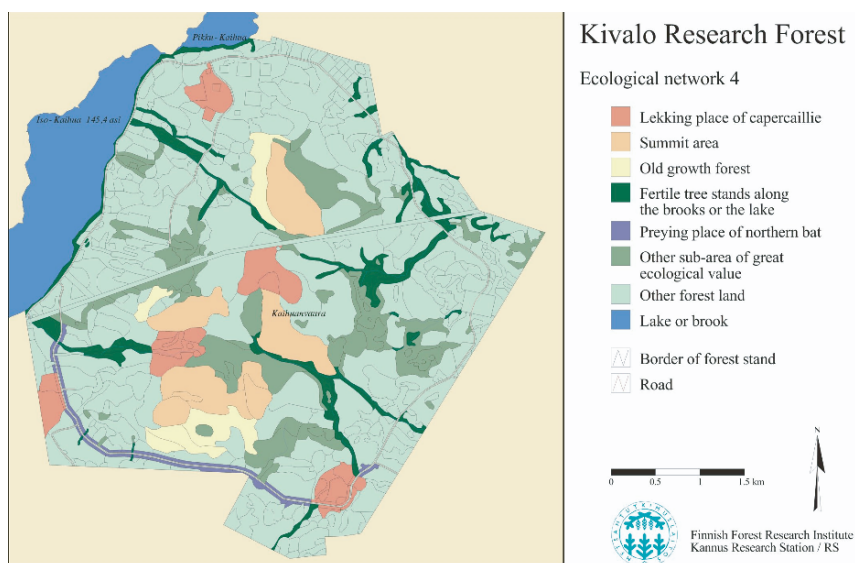 Pikku-Kaihua
Iso-Kaihua 145,4 asl
Kaihuanvaara
Kivalo Research Forest
Ecological network 4
Lekking place of capercaillie
Summit area
Old growth forest
Fertile tree stands along
the brooks or the lake
Preying place of northern bat
Other sub-area of great
ecological value
Other forest land
Lake or brook
Border of forest stand
Road
N
0 0.5 1 1.5 km
Finnish Forest Research Institute
Kannus Research Station / RS